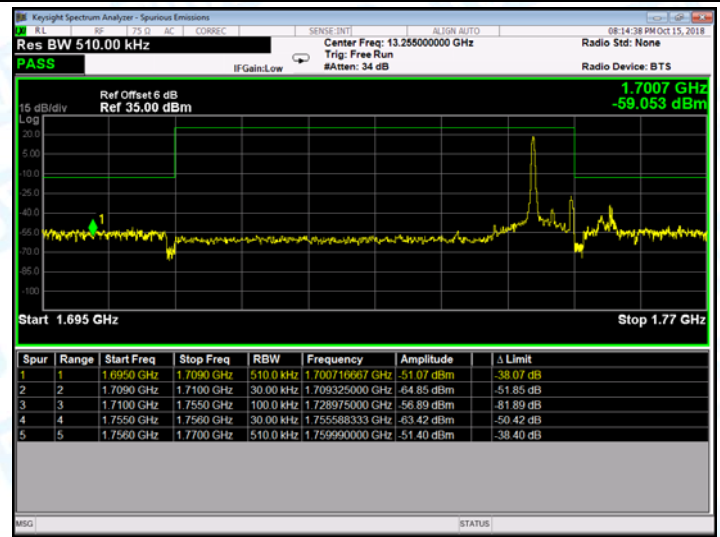 Keysight Spectrum Analyzer - Spurious Emissions
RL RF 75 Ω AC CORREC SENSE:INT ALIGN AUTO 08:14:38 PM Oct 15, 2018
Res BW 510.00 kHz Center Freq: 13.255000000 GHz Radio Std: None
Trig: Free Run
PASS IFGain:Low #Atten: 34 dB Radio Device: BTS
1.7007 GHz
Ref Offset 6 dB
15 dB/div Ref 35.00 dBm -59.053 dBm
Log
20.0
5.00
-10.0
-25.0
-40.0
1
-55.0
-70.0
-85.0
-100
Start 1.695 GHz Stop 1.77 GHz
Spur Range Start Freq Stop Freq RBW Frequency Amplitude Δ Limit
1 1 1.6950 GHz 1.7090 GHz 510.0 kHz 1.700716667 GHz -51.07 dBm -38.07 dB
2 2 1.7090 GHz 1.7100 GHz 30.00 kHz 1.709325000 GHz -64.85 dBm -51.85 dB
3 3 1.7100 GHz 1.7550 GHz 100.0 kHz 1.728975000 GHz -56.89 dBm -81.89 dB
4 4 1.7550 GHz 1.7560 GHz 30.00 kHz 1.755588333 GHz -63.42 dBm -50.42 dB
5 5 1.7560 GHz 1.7700 GHz 510.0 kHz 1.759990000 GHz -51.40 dBm -38.40 dB
MSG STATUS